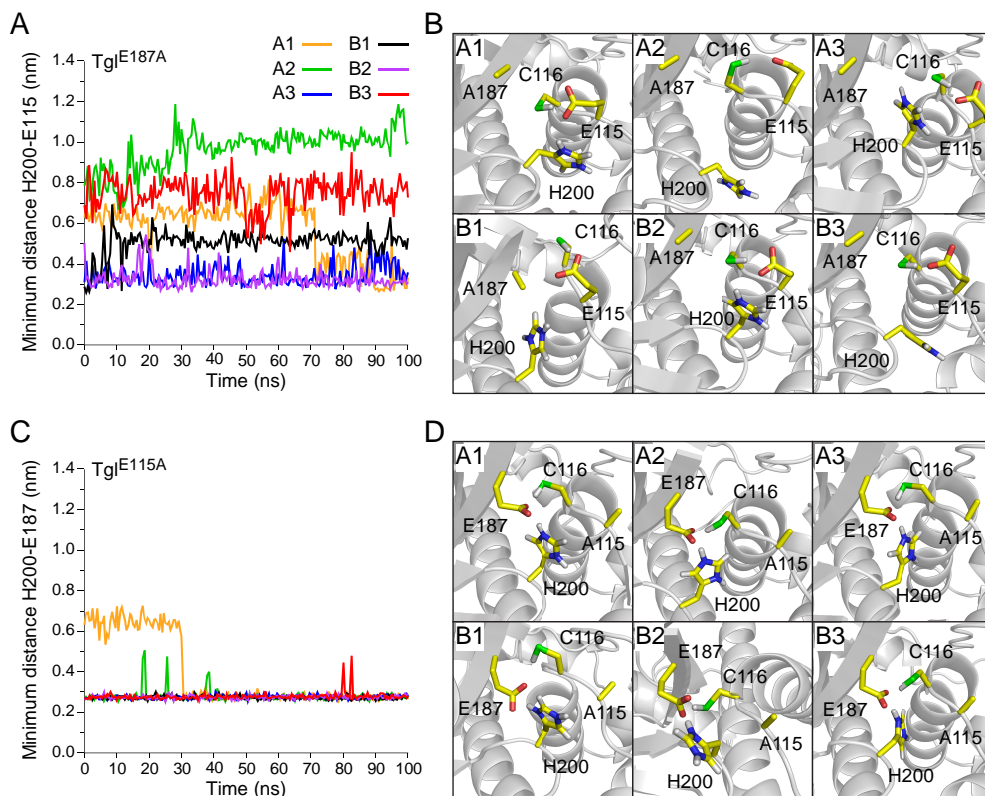 A
Tgl^E187A
A1 B1
A2 B2
A3 B3
Minimum distance H200-E115 (nm)
1.4
1.2
1.0
0.8
0.6
0.4
0.2
0.0
0 10 20 30 40 50 60 70 80 90 100
Time (ns)
B
A1
C116
A187
E115
H200
A2
C116
A187
E115
H200
A3
C116
A187
H200
E115
B1
C116
A187
E115
H200
B2
C116
A187
E115
H200
B3
C116
A187
E115
H200
C
Tgl^E115A
Minimum distance H200-E187 (nm)
1.4
1.2
1.0
0.8
0.6
0.4
0.2
0.0
0 10 20 30 40 50 60 70 80 90 100
Time (ns)
D
A1
C116
E187
A115
H200
A2
E187
C116
A115
H200
A3
C116
E187
A115
H200
B1
C116
E187
A115
H200
B2
E187
C116
A115
H200
B3
C116
E187
A115
H200